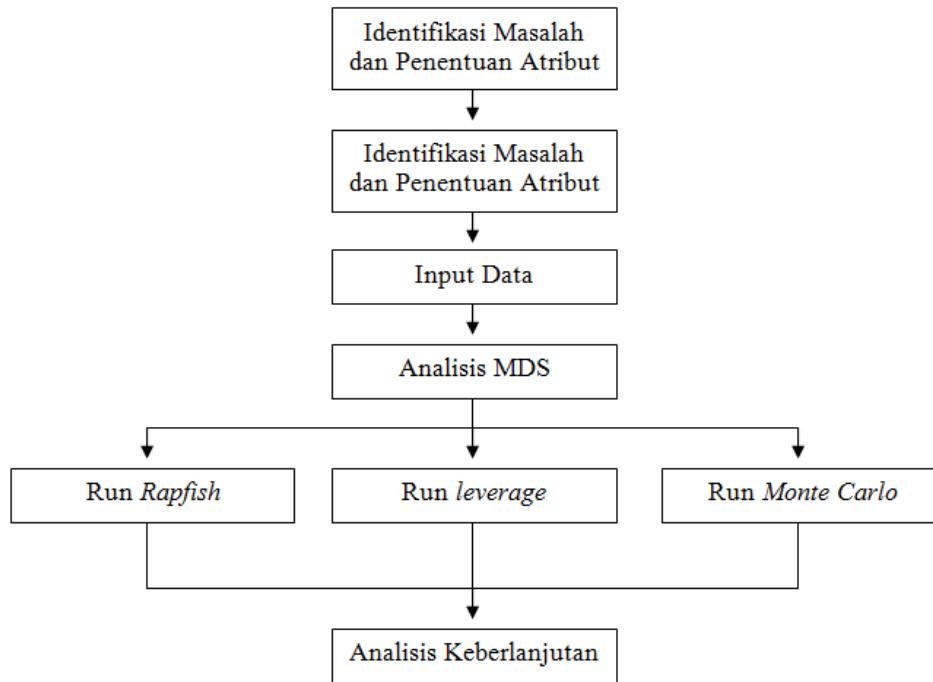 Identifikasi Masalah
dan Penentuan Atribut
Identifikasi Masalah
dan Penentuan Atribut
Input Data
Analisis MDS
Run Rapfish
Run leverage
Run Monte Carlo
Analisis Keberlanjutan